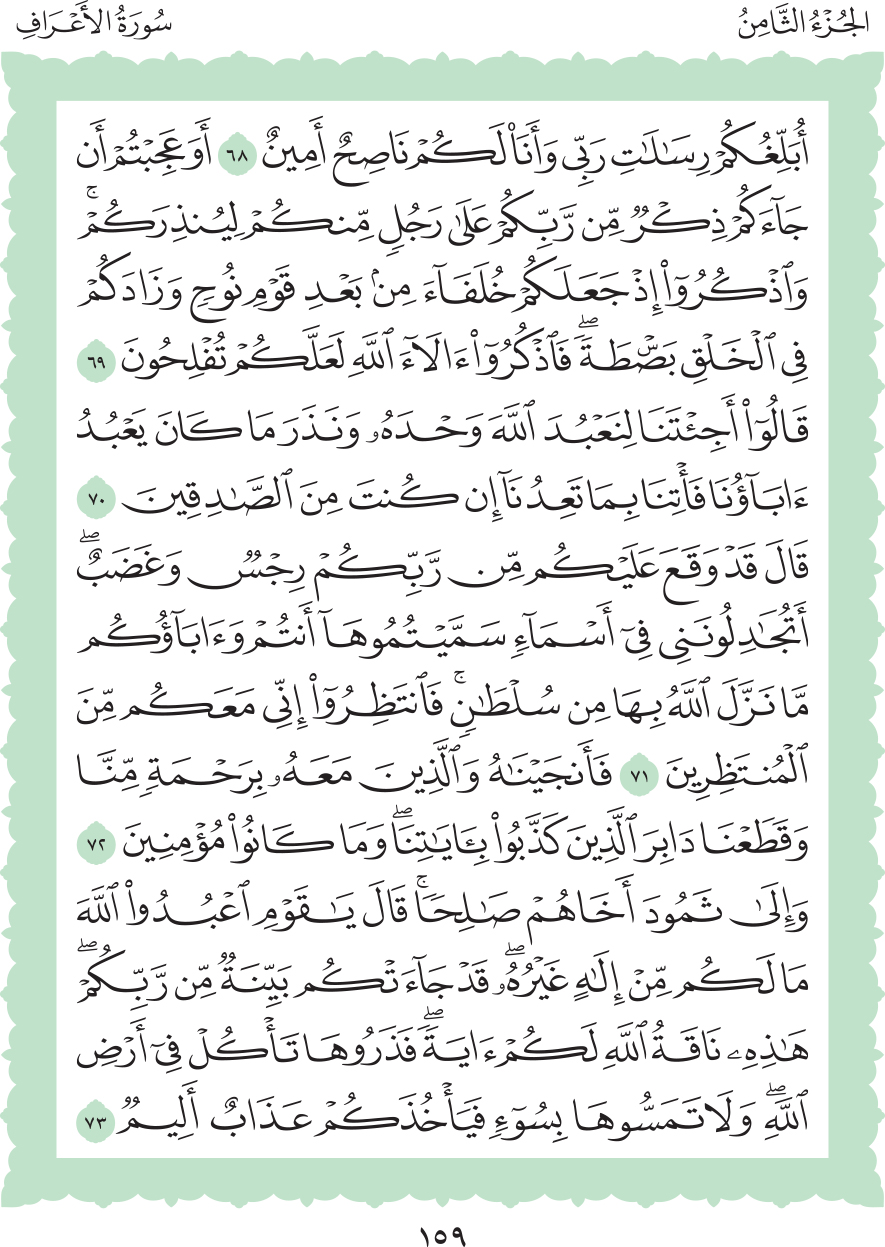 الجُزْءُ الثَّامِنُ
سُورَةُ الأَعْرَافِ
أُبَلِّغُكُمْ رِسَٰلَٰتِ رَبِّى وَأَنَا۠ لَكُمْ نَاصِحٌ أَمِينٌ ٦٨ أَوَعَجِبْتُمْ أَن
جَآءَكُمْ ذِكْرٌ مِّن رَّبِّكُمْ عَلَىٰ رَجُلٍ مِّنكُمْ لِيُنذِرَكُمْ ۚ
وَٱذْكُرُوٓا۟ إِذْ جَعَلَكُمْ خُلَفَآءَ مِنۢ بَعْدِ قَوْمِ نُوحٍ وَزَادَكُمْ
فِى ٱلْخَلْقِ بَصْۜطَةً ۖ فَٱذْكُرُوٓا۟ ءَالَآءَ ٱللَّهِ لَعَلَّكُمْ تُفْلِحُونَ ٦٩
قَالُوٓا۟ أَجِئْتَنَا لِنَعْبُدَ ٱللَّهَ وَحْدَهُۥ وَنَذَرَ مَا كَانَ يَعْبُدُ
ءَابَآؤُنَا فَأْتِنَا بِمَا تَعِدُنَآ إِن كُنتَ مِنَ ٱلصَّٰدِقِينَ ٧٠
قَالَ قَدْ وَقَعَ عَلَيْكُم مِّن رَّبِّكُمْ رِجْسٌ وَغَضَبٌ ۖ
أَتُجَٰدِلُونَنِى فِىٓ أَسْمَآءٍ سَمَّيْتُمُوهَآ أَنتُمْ وَءَابَآؤُكُم
مَّا نَزَّلَ ٱللَّهُ بِهَا مِن سُلْطَٰنٍ ۚ فَٱنتَظِرُوٓا۟ إِنِّى مَعَكُم مِّنَ
ٱلْمُنتَظِرِينَ ٧١ فَأَنجَيْنَٰهُ وَٱلَّذِينَ مَعَهُۥ بِرَحْمَةٍ مِّنَّا
وَقَطَعْنَا دَابِرَ ٱلَّذِينَ كَذَّبُوا۟ بِـَٔايَٰتِنَا ۖ وَمَا كَانُوا۟ مُؤْمِنِينَ ٧٢
وَإِلَىٰ ثَمُودَ أَخَاهُمْ صَٰلِحًا ۚ قَالَ يَٰقَوْمِ ٱعْبُدُوا۟ ٱللَّهَ
مَا لَكُم مِّنْ إِلَٰهٍ غَيْرُهُۥ ۖ قَدْ جَآءَتْكُم بَيِّنَةٌ مِّن رَّبِّكُمْ ۖ
هَٰذِهِۦ نَاقَةُ ٱللَّهِ لَكُمْ ءَايَةً ۖ فَذَرُوهَا تَأْكُلْ فِىٓ أَرْضِ
ٱللَّهِ ۖ وَلَا تَمَسُّوهَا بِسُوٓءٍ فَيَأْخُذَكُمْ عَذَابٌ أَلِيمٌ ٧٣
١٥٩